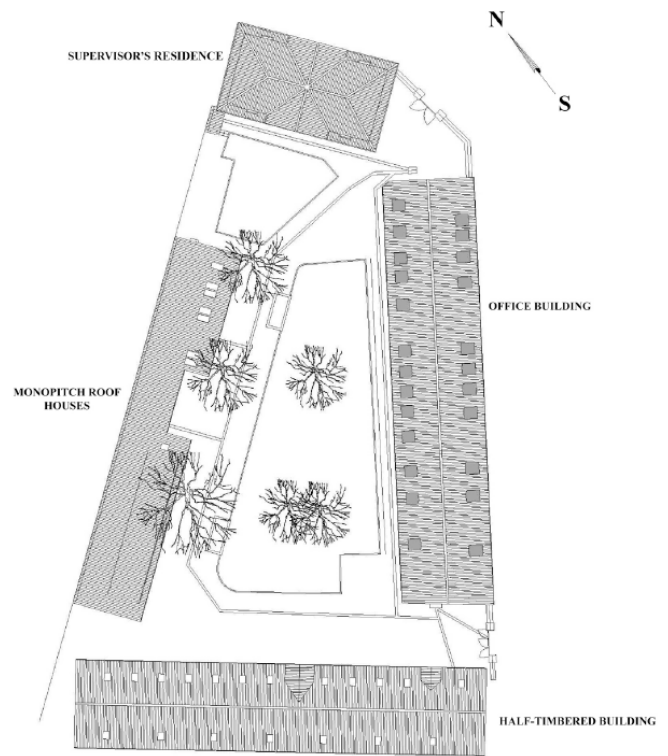 N
SUPERVISOR'S RESIDENCE
S
OFFICE BUILDING
MONOPITCH ROOF
HOUSES
HALF-TIMBERED BUILDING